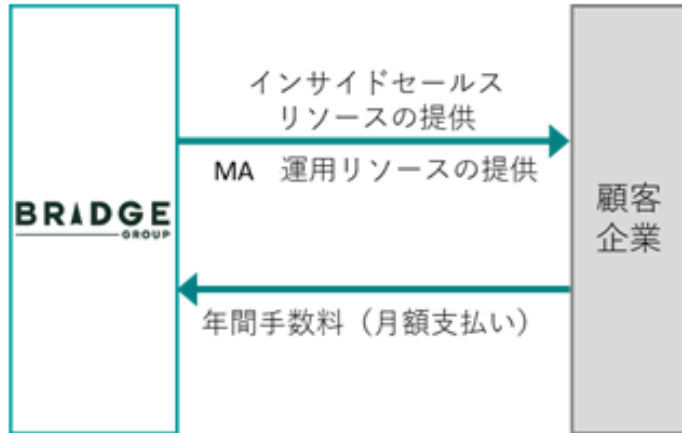 インサイドセールス
リソースの提供
MA 運用リソースの提供
BRIDGE
GROUP
顧客
企業
年間手数料（月額支払い）